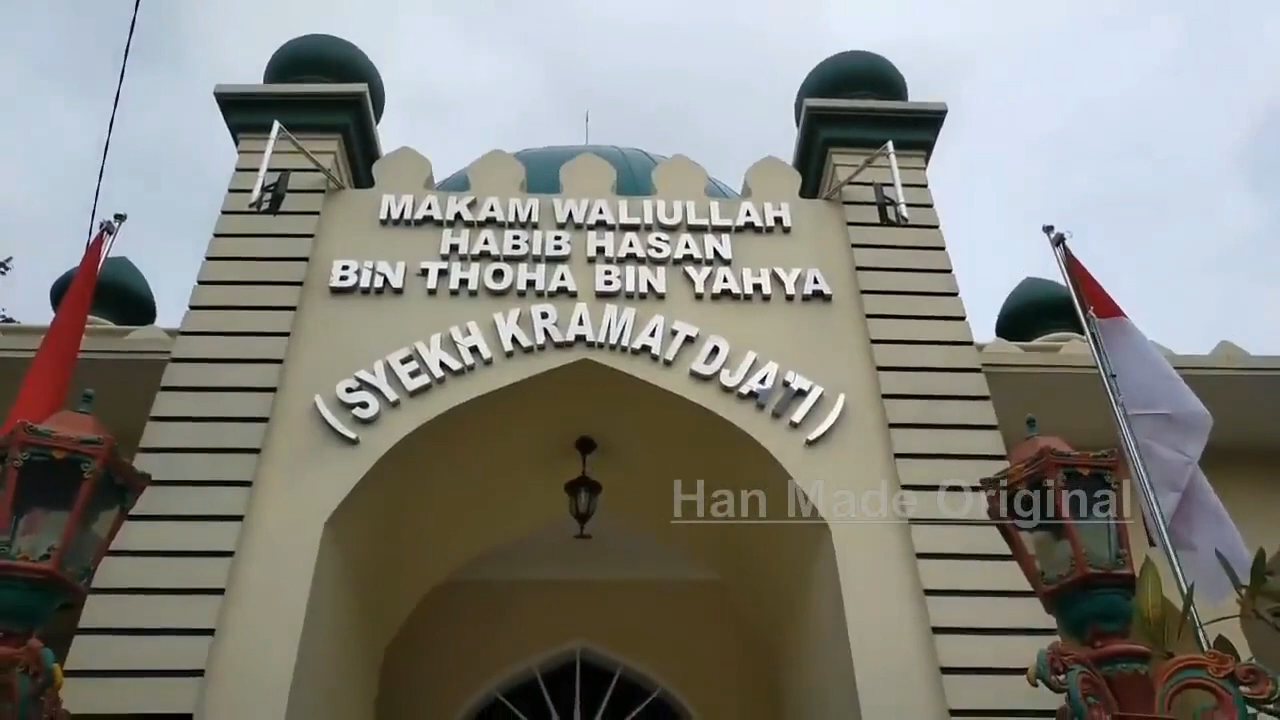 MAKAM WALIULLAH
HABIB HASAN
BIN THOHA BIN YAHYA
(SYEKH KRAMAT DJATI)
Han Made Original